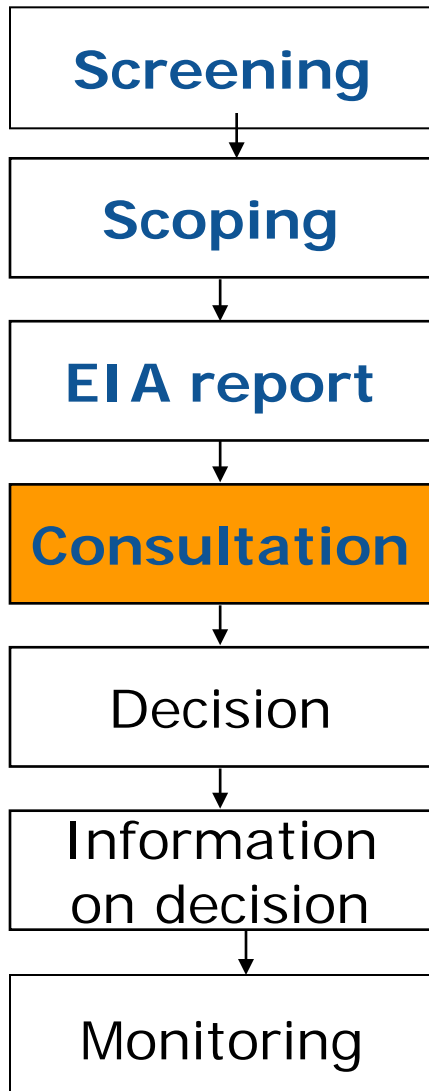 Screening
Scoping
EIA report
Consultation
Decision
Information
on decision
Monitoring